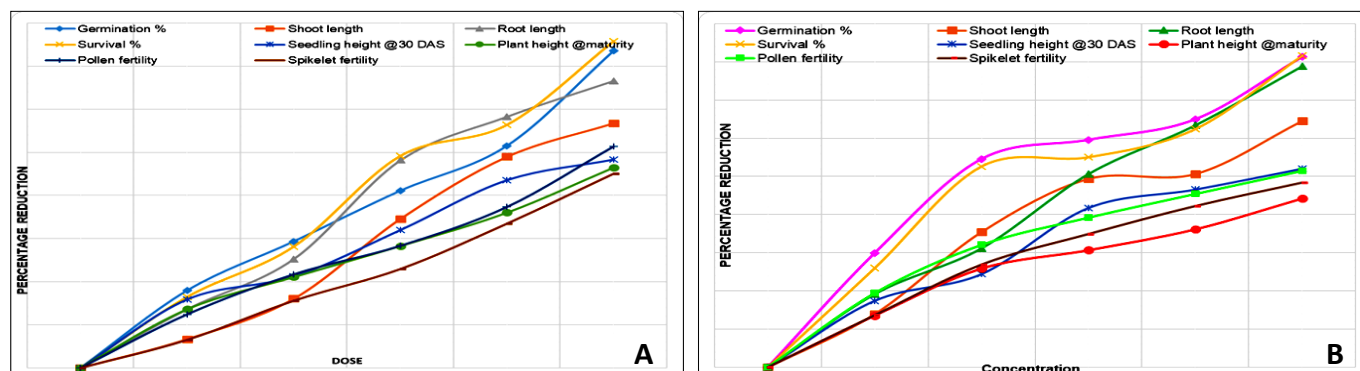 Germination % Shoot length Root length
Survival % Seedling height @30 DAS Plant height @maturity
Pollen fertility Spikelet fertility
PERCENTAGE REDUCTION
DOSE
A
Germination % Shoot length Root length
Survival % Seedling height @30 DAS Plant height @maturity
Pollen fertility Spikelet fertility
PERCENTAGE REDUCTION
Concentration
B